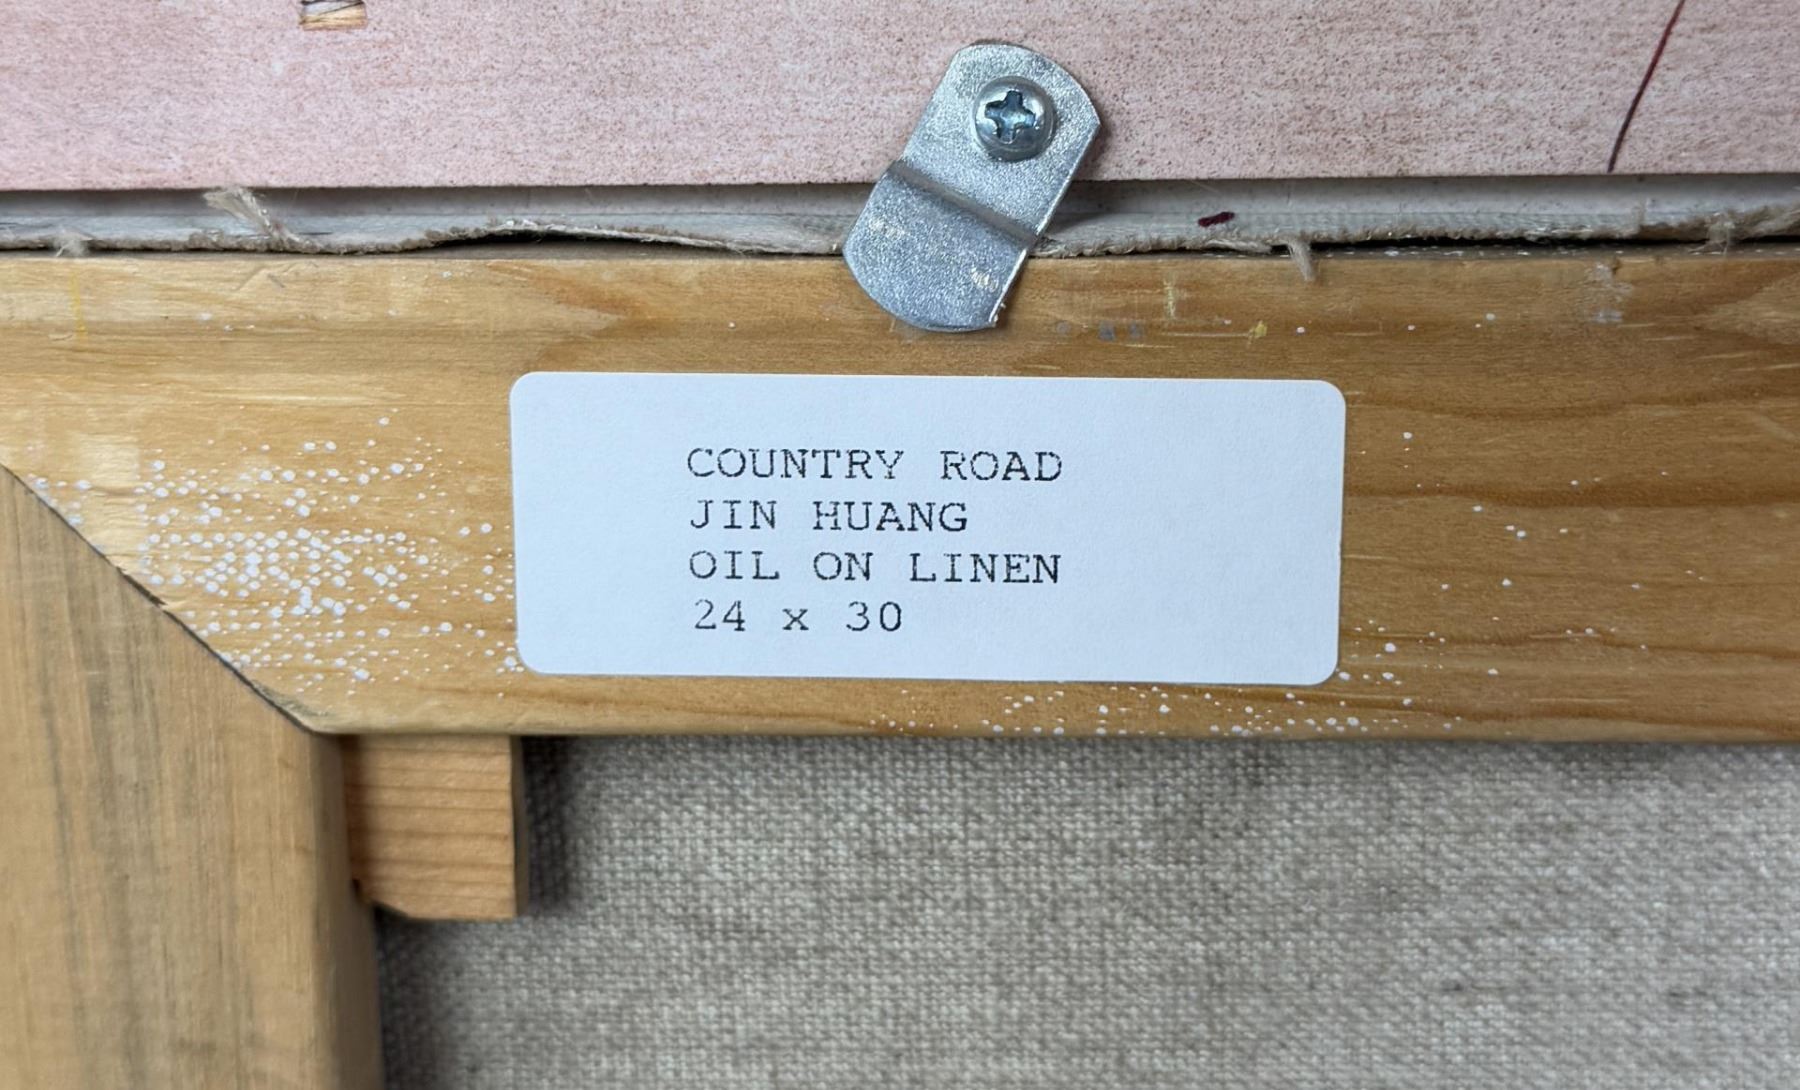 COUNTRY ROAD
JIN HUANG
OIL ON LINEN
24 x 30